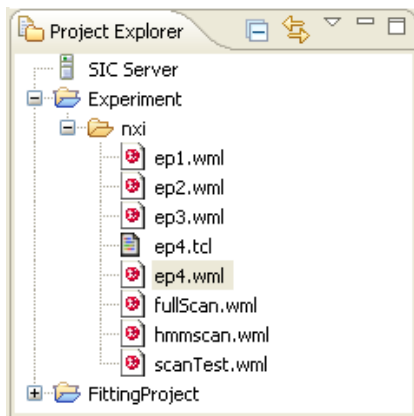 Project Explorer
SIC Server
Experiment
nxi
ep1.wml
ep2.wml
ep3.wml
ep4.tcl
ep4.wml
fullScan.wml
hmmscan.wml
scanTest.wml
FittingProject